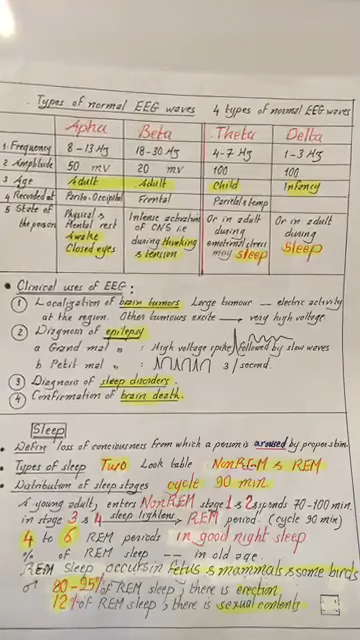 Types of normal EEG waves 4 types of normal EEG waves
Apha Beta Theta Delta
1. Frequency 8-13 Hz 18-30 Hz 4-7 Hz 1-3 Hz
2 Amplitude 50 mv 20 mv 100 100
3 Age Adult Adult Child Infancy
4 Recorded at Parito-Occipital Frontal Parietal & temp
5 State of the person Physical & Mental rest Awake Closed eyes Intense activation of CNS i.e during thinking & tension Or in adult during emotional stress may sleep Or in adult during Sleep
• Clinical uses of EEG:
① Localization of brain tumors Large tumour — electric activity
at the region. Other tumours excite → very high voltage
② Diagnosis of epilepsy
a Grand mal " : High voltage spike followed by slow waves
b Petit mal " : 3/second.
③ Diagnosis of sleep disorders.
④ Confirmation of brain death.
Sleep
• Defin loss of conciousness from which a person is aroused by proper stim.
• Types of sleep Two Look table NonREM & REM
• Distribution of sleep stages cycle 90 min.
A young adult, enters NonREM stage 1 & 2 spends 70-100 min.
in stage 3 & 4 sleep lightens → REM period. (cycle 90 min)
4 to 6 REM periods in good night sleep
% of REM sleep -- in old age.
REM sleep occurs in fetus & mammals & some birds
♂ 80-95% of REM sleep, there is erection
12% of REM sleep, there is sexual contents